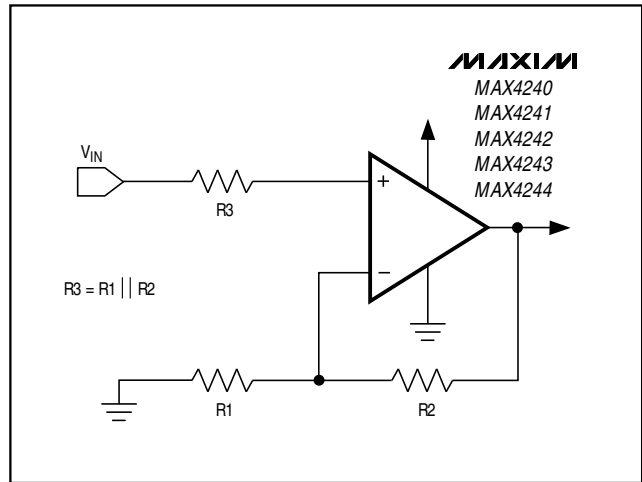 MAXIM
MAX4240
MAX4241
MAX4242
MAX4243
MAX4244
VIN
R3
+
−
R3 = R1 || R2
R1
R2